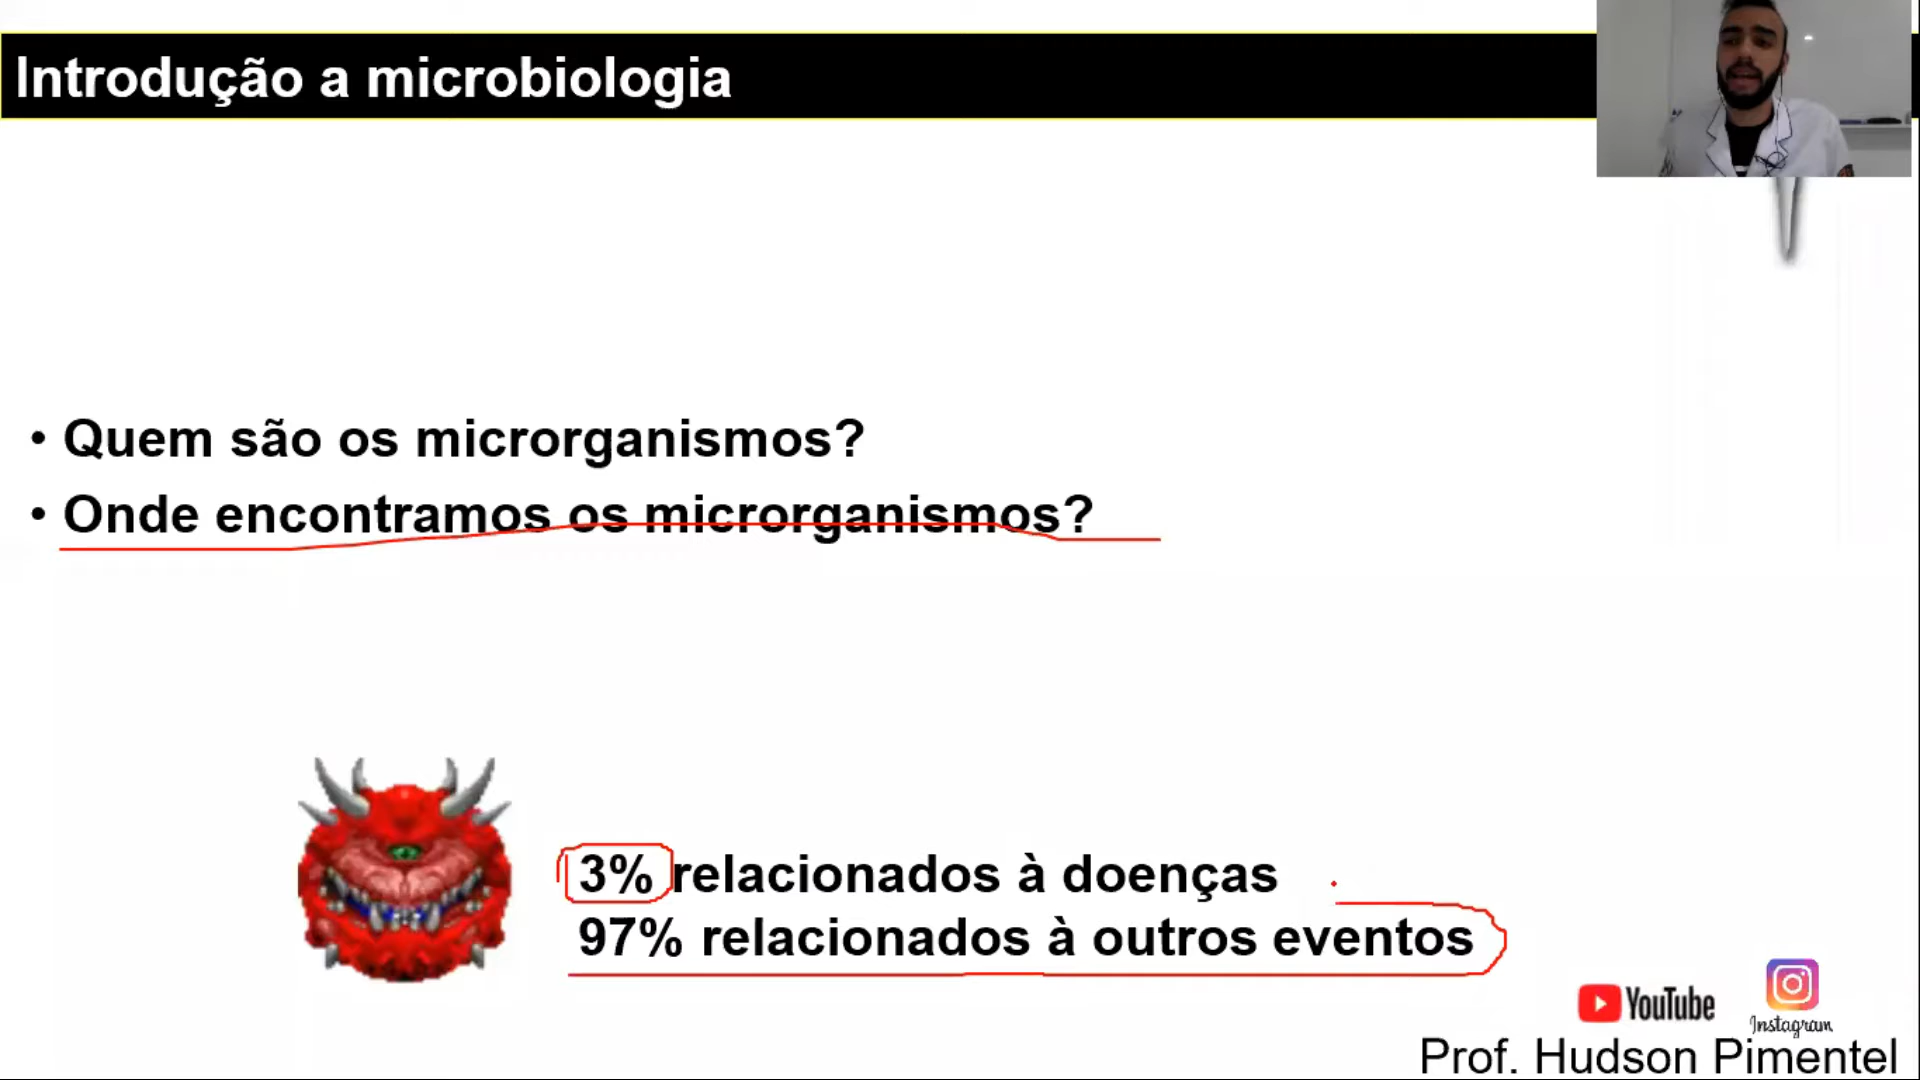 Introdução a microbiologia
• Quem são os microrganismos?
• Onde encontramos os microrganismos?
3% relacionados à doenças
97% relacionados à outros eventos
YouTube
Instagram
Prof. Hudson Pimentel